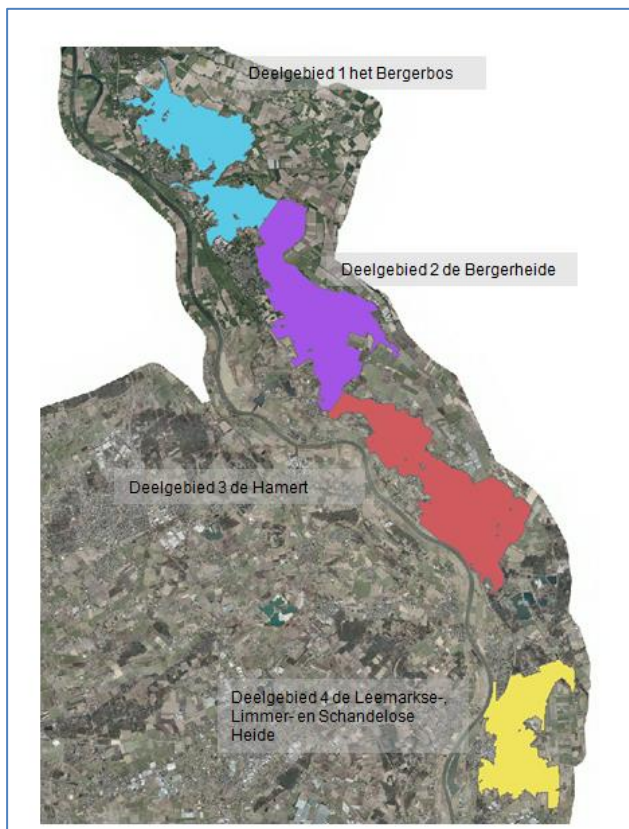 Deelgebied 1 het Bergerbos
Deelgebied 2 de Bergerheide
Deelgebied 3 de Hamert
Deelgebied 4 de Leemarkse-,
Limmer- en Schandelose
Heide